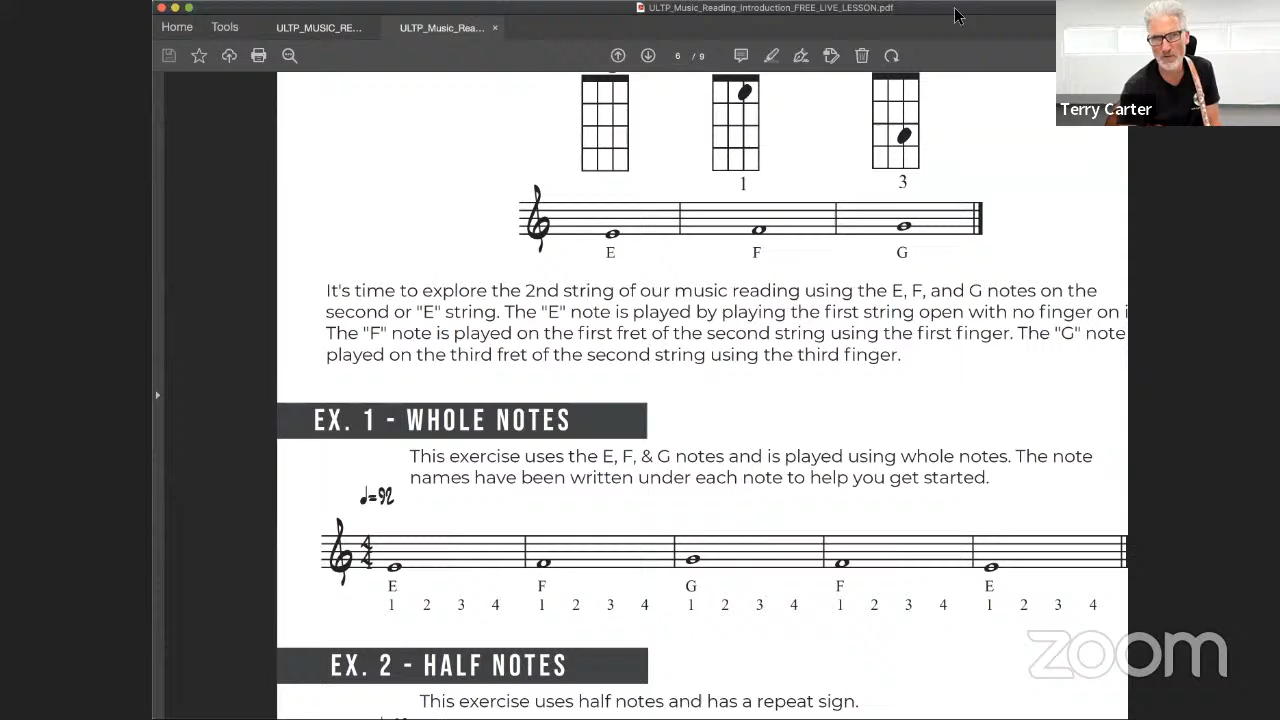 ULTP_Music_Reading_Introduction_FREE_LIVE_LESSON.pdf
Home Tools ULTP_MUSIC_RE... ULTP_Music_Rea... ×
6 / 9
Terry Carter
1 3
E F G
It's time to explore the 2nd string of our music reading using the E, F, and G notes on the
second or "E" string. The "E" note is played by playing the first string open with no finger on i
The "F" note is played on the first fret of the second string using the first finger. The "G" note
played on the third fret of the second string using the third finger.
EX. 1 - WHOLE NOTES
This exercise uses the E, F, & G notes and is played using whole notes. The note
names have been written under each note to help you get started.
♩=92
4
4
E F G F E
1 2 3 4 1 2 3 4 1 2 3 4 1 2 3 4 1 2 3 4
zoom
EX. 2 - HALF NOTES
This exercise uses half notes and has a repeat sign.